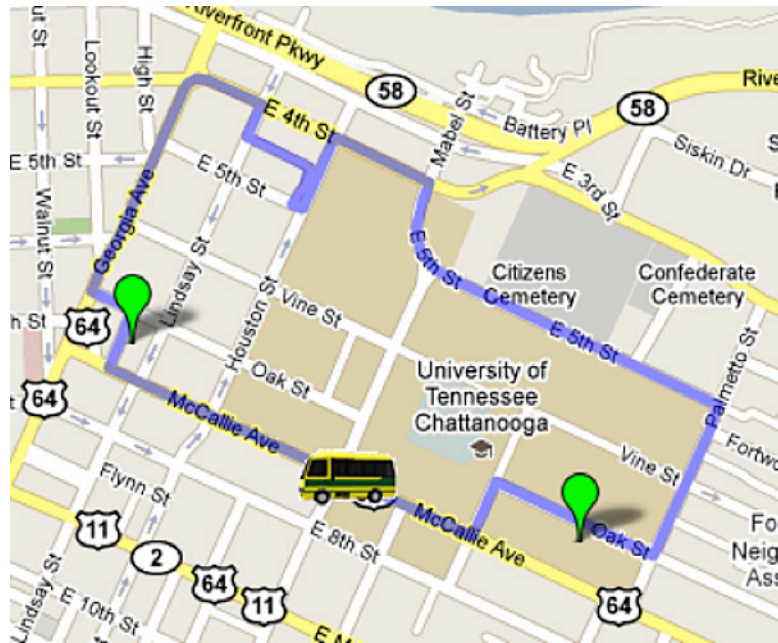 Riverfront Pkwy
ut St
Lookout St
High St
58
Mabel St
River
58
Battery Pl
E 4th St
Siskin Dr
E 5th St
E 5th St
E 3rd St
Walnut St
Georgia Ave
Lindsay St
E 5th St
Citizens
Cemetery
Confederate
Cemetery
Houston St
Vine St
E 5th St
Palmetto St
h St
64
University of
Tennessee
Chattanooga
Oak St
64
McCallie Ave
Vine St
Fortwo
Flynn St
McCallie Ave
Oak St
Fo
Neigh
Ass
11
E 8th St
2
64
11
64
Lindsay St
E 10th St
E M